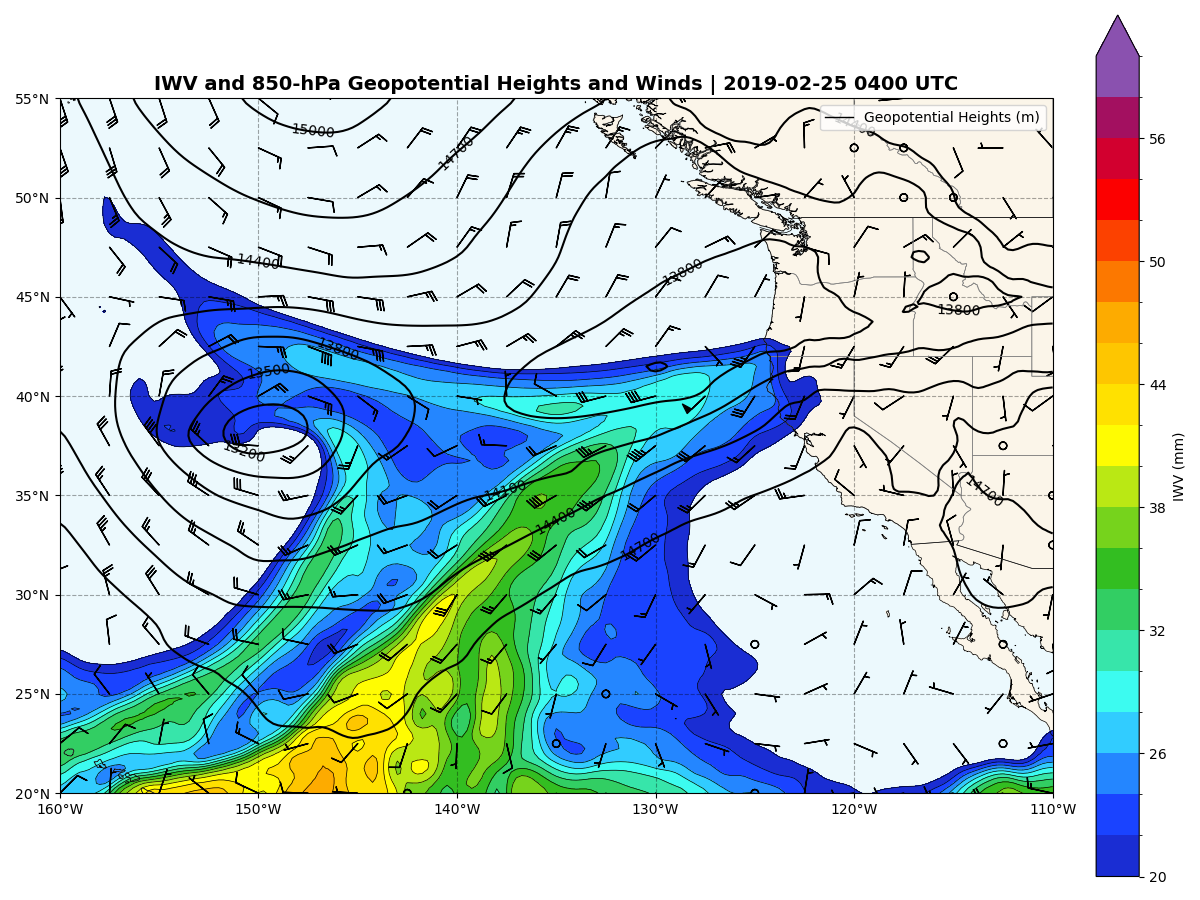 IWV and 850-hPa Geopotential Heights and Winds | 2019-02-25 0400 UTC
55°N
50°N
45°N
40°N
35°N
30°N
25°N
20°N
160°W
150°W
140°W
130°W
120°W
110°W
Geopotential Heights (m)
15000
14700
14400
13800
13800
13800
13500
13200
14100
14400
14700
14700
56
50
44
38
32
26
20
IWV (mm)